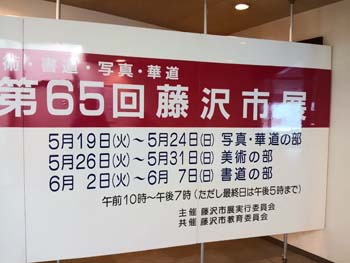 術・書道・写真・華道
第65回藤沢市展
5月19日(火)～5月24日(日) 写真・華道の部
5月26日(火)～5月31日(日) 美術の部
6月 2日(火)～6月 7日(日) 書道の部
午前10時～午後7時(ただし最終日は午後5時まで)
主催 藤沢市展実行委員会
共催 藤沢市教育委員会